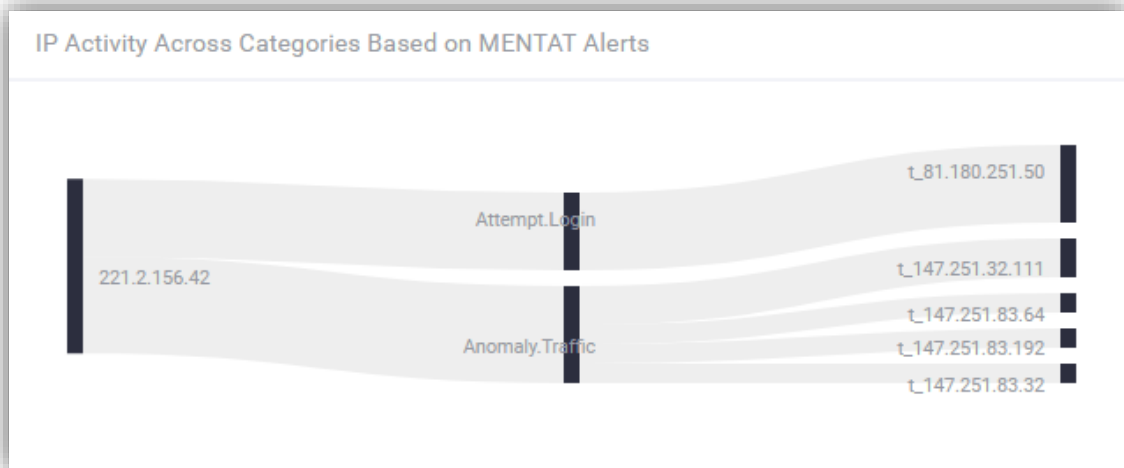 IP Activity Across Categories Based on MENTAT Alerts
t_81.180.251.50
Attempt.Login
t_147.251.32.111
221.2.156.42
t_147.251.83.64
Anomaly.Traffic
t_147.251.83.192
t_147.251.83.32